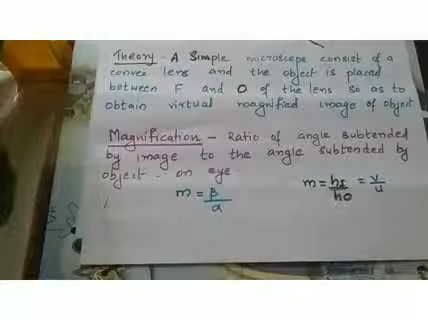 Theory - A Simple microscope consist of a
convex lens and the object is placed
between F and O of the lens so as to
obtain virtual magnified image of object
Magnification - Ratio of angle subtended
by image to the angle subtended by
object - on eye.
m = β/α
m = hI/ho = v/u